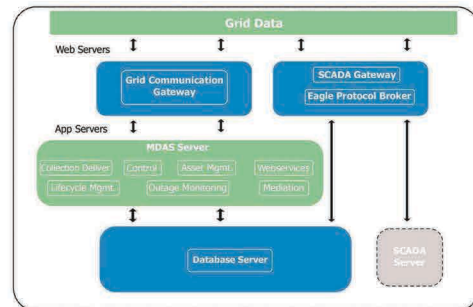 Grid Data
Web Servers
Grid Communication
Gateway
SCADA Gateway
Eagle Protocol Broker
App Servers
MDAS Server
Collection Deliver
Control
Asser Mgmt.
Webservices
Lifecycle Mgmt.
Outage Monitoring
Mediation
Database Server
SCADA
Server